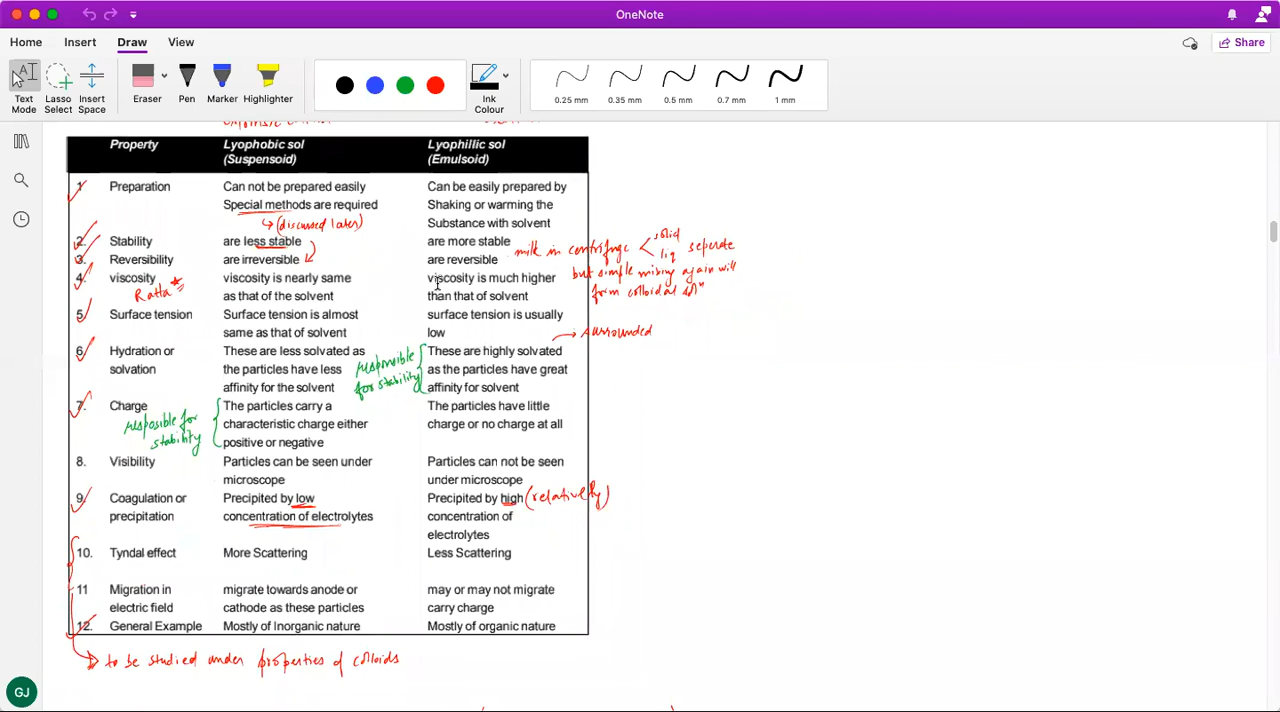 OneNote
Home Insert Draw View
Share
Text Mode
Lasso Select
Insert Space
Eraser
Pen
Marker
Highlighter
Ink Colour
0.25 mm 0.35 mm 0.5 mm 0.7 mm 1 mm
Property Lyophobic sol (Suspensoid) Lyophillic sol (Emulsoid)
1 Preparation Can not be prepared easily Can be easily prepared by
Special methods are required Shaking or warming the
(discussed later) Substance with solvent
2. Stability are less stable are more stable
milk in centrifuge solid liq seperate
3. Reversibility are irreversible are reversible
but simple mixing again will
form colloidal solⁿ
4. viscosity viscosity is nearly same viscosity is much higher
Ratta as that of the solvent than that of solvent
5 Surface tension Surface tension is almost surface tension is usually
same as that of solvent low
surrounded
6. Hydration or These are less solvated as These are highly solvated
solvation the particles have less as the particles have great
affinity for the solvent affinity for solvent
responsible
for stability
7. Charge The particles carry a The particles have little
characteristic charge either charge or no charge at all
positive or negative
resposible for
stability
8. Visibility Particles can be seen under Particles can not be seen
microscope under microscope
9. Coagulation or Precipited by low Precipited by high (relatively)
precipitation concentration of electrolytes concentration of
electrolytes
10. Tyndal effect More Scattering Less Scattering
11 Migration in migrate towards anode or may or may not migrate
electric field cathode as these particles carry charge
12. General Example Mostly of Inorganic nature Mostly of organic nature
to be studied under properties of colloids
GJ